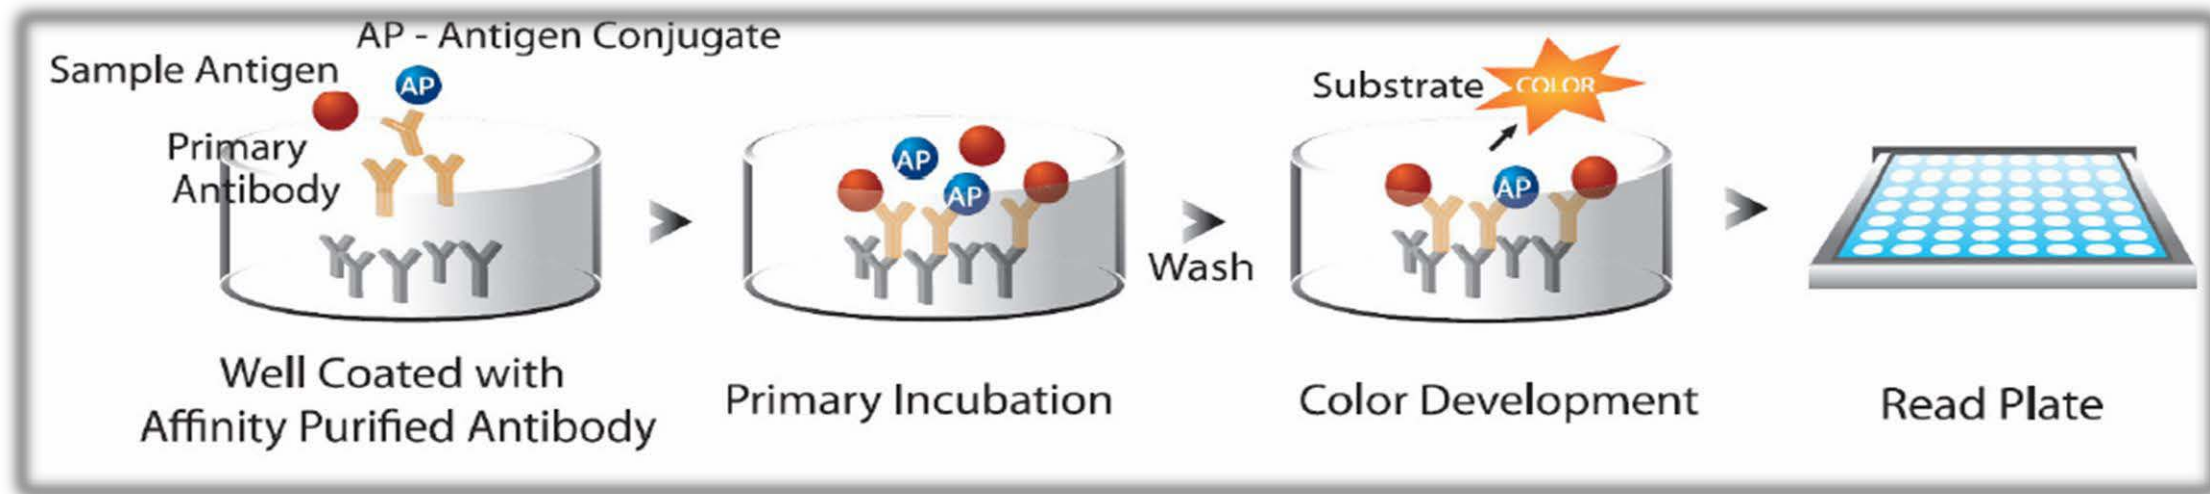 AP - Antigen Conjugate
Sample Antigen
AP
Primary
Antibody
Well Coated with
Affinity Purified Antibody
AP
AP
Primary Incubation
Wash
Substrate
COLOR
AP
Color Development
Read Plate